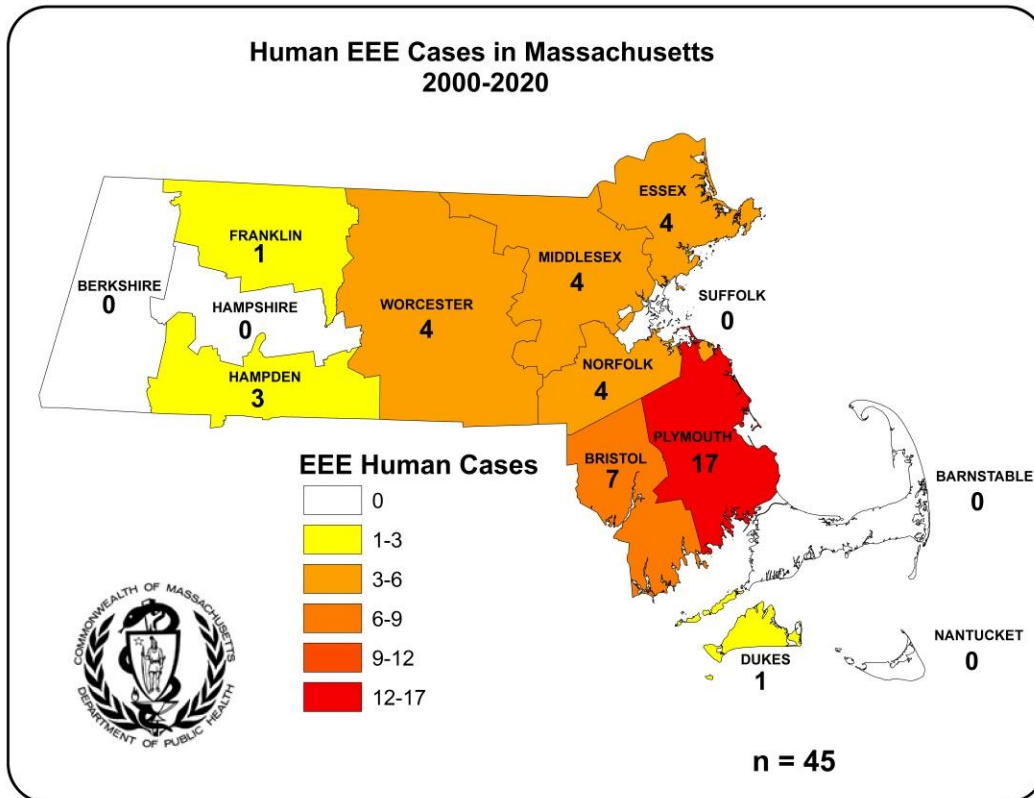 Human EEE Cases in Massachusetts
2000-2020
ESSEX
4
FRANKLIN
1
MIDDLESEX
4
BERKSHIRE
0
HAMPSHIRE
0
WORCESTER
4
SUFFOLK
0
NORFOLK
4
HAMPDEN
3
PLYMOUTH
17
BRISTOL
7
BARNSTABLE
0
NANTUCKET
0
DUKES
1
EEE Human Cases
0
1-3
3-6
6-9
9-12
12-17
COMMONWEALTH OF MASSACHUSETTS
DEPARTMENT OF PUBLIC HEALTH
n = 45